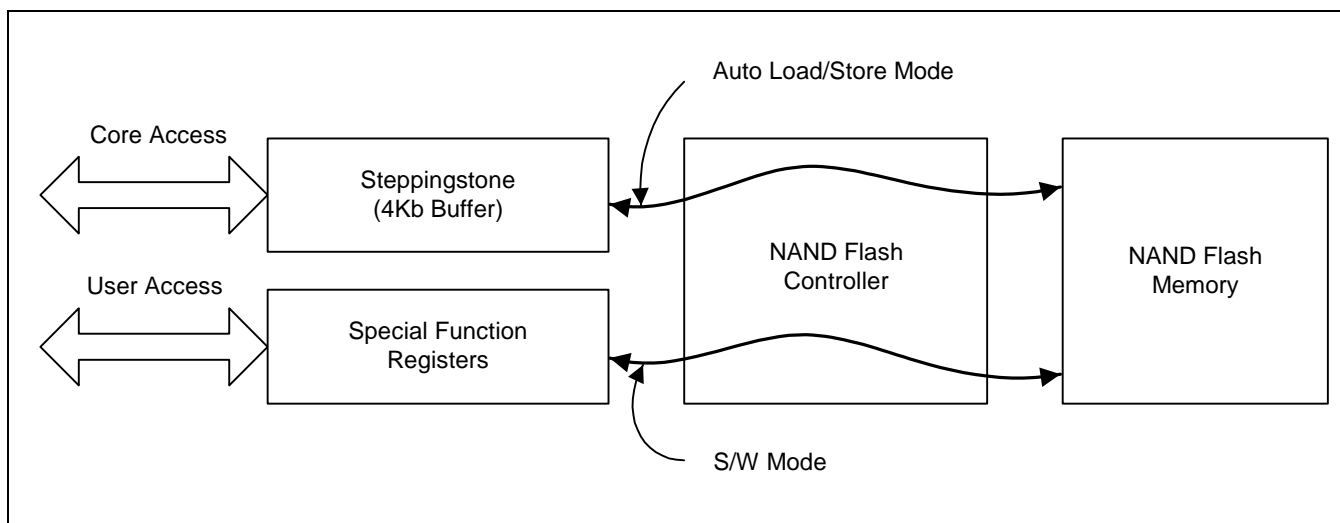 Auto Load/Store Mode
Core Access
Steppingstone
(4Kb Buffer)
NAND Flash
Controller
NAND Flash
Memory
User Access
Special Function
Registers
S/W Mode